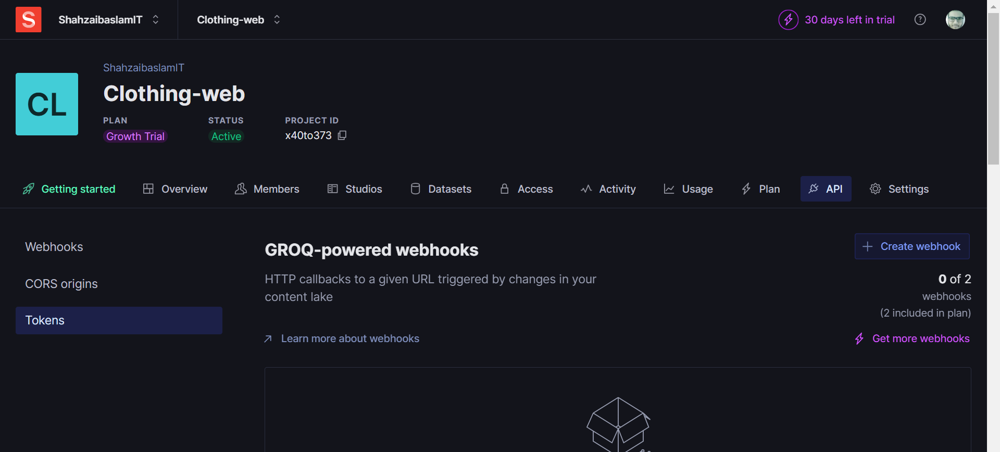 S
ShahzaibaslamIT
Clothing-web
30 days left in trial
?
CL
ShahzaibaslamIT
Clothing-web
PLAN
STATUS
PROJECT ID
Growth Trial
Active
x40to373
Getting started
Overview
Members
Studios
Datasets
Access
Activity
Usage
Plan
API
Settings
Webhooks
CORS origins
Tokens
GROQ-powered webhooks
Create webhook
HTTP callbacks to a given URL triggered by changes in your
content lake
0 of 2
webhooks
(2 included in plan)
Learn more about webhooks
Get more webhooks